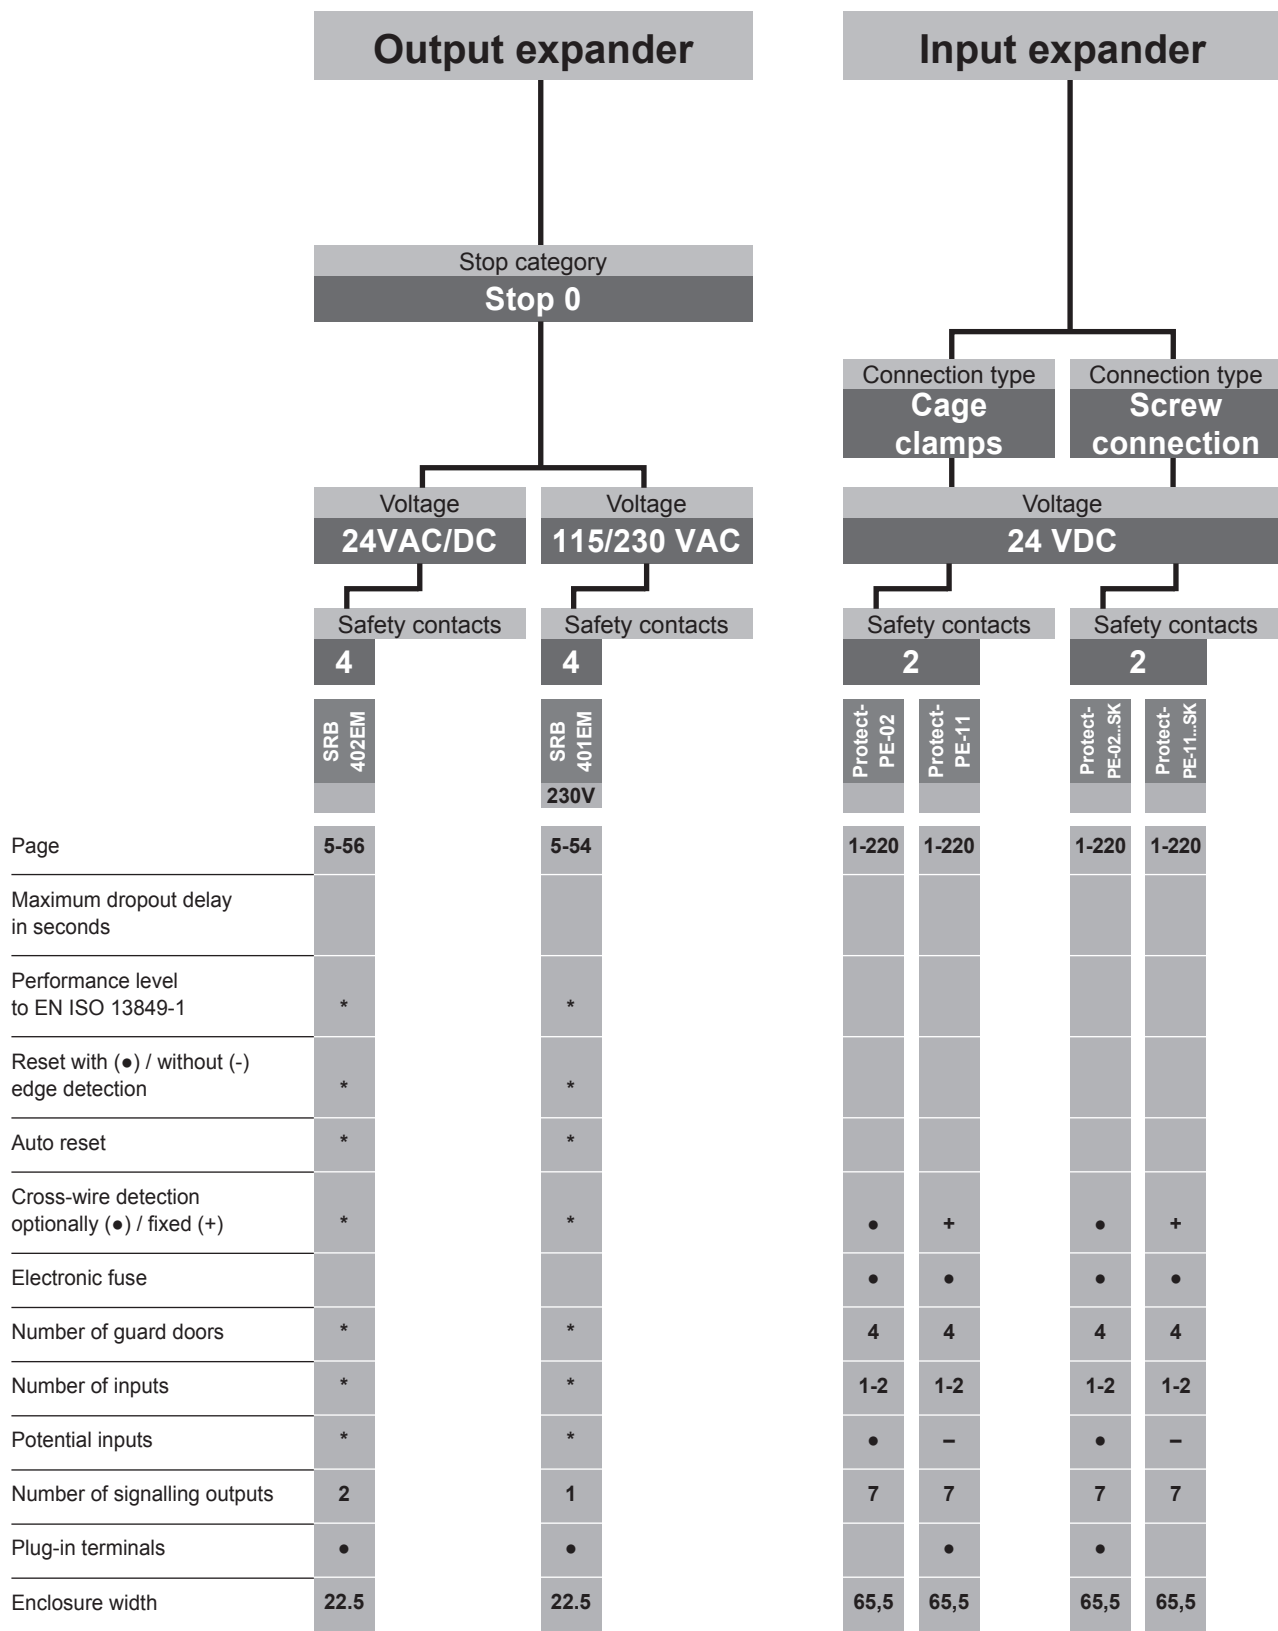 Output expander
Input expander
Stop category
Stop 0
Connection type
Cage
clamps
Connection type
Screw
connection
Voltage
24VAC/DC
Voltage
115/230 VAC
Voltage
24 VDC
Safety contacts
4
Safety contacts
4
Safety contacts
2
Safety contacts
2
SRB
402EM
SRB
401EM
230V
Protect-
PE-02
Protect-
PE-11
Protect-
PE-02...SK
Protect-
PE-11...SK
Page 5-56 5-54 1-220 1-220 1-220 1-220
Maximum dropout delay
in seconds
Performance level
to EN ISO 13849-1 * *
Reset with (●) / without (-)
edge detection * *
Auto reset * *
Cross-wire detection
optionally (●) / fixed (+) * * ● + ● +
Electronic fuse ● ● ● ●
Number of guard doors * * 4 4 4 4
Number of inputs * * 1-2 1-2 1-2 1-2
Potential inputs * * ● – ● –
Number of signalling outputs 2 1 7 7 7 7
Plug-in terminals ● ● ● ●
Enclosure width 22.5 22.5 65,5 65,5 65,5 65,5